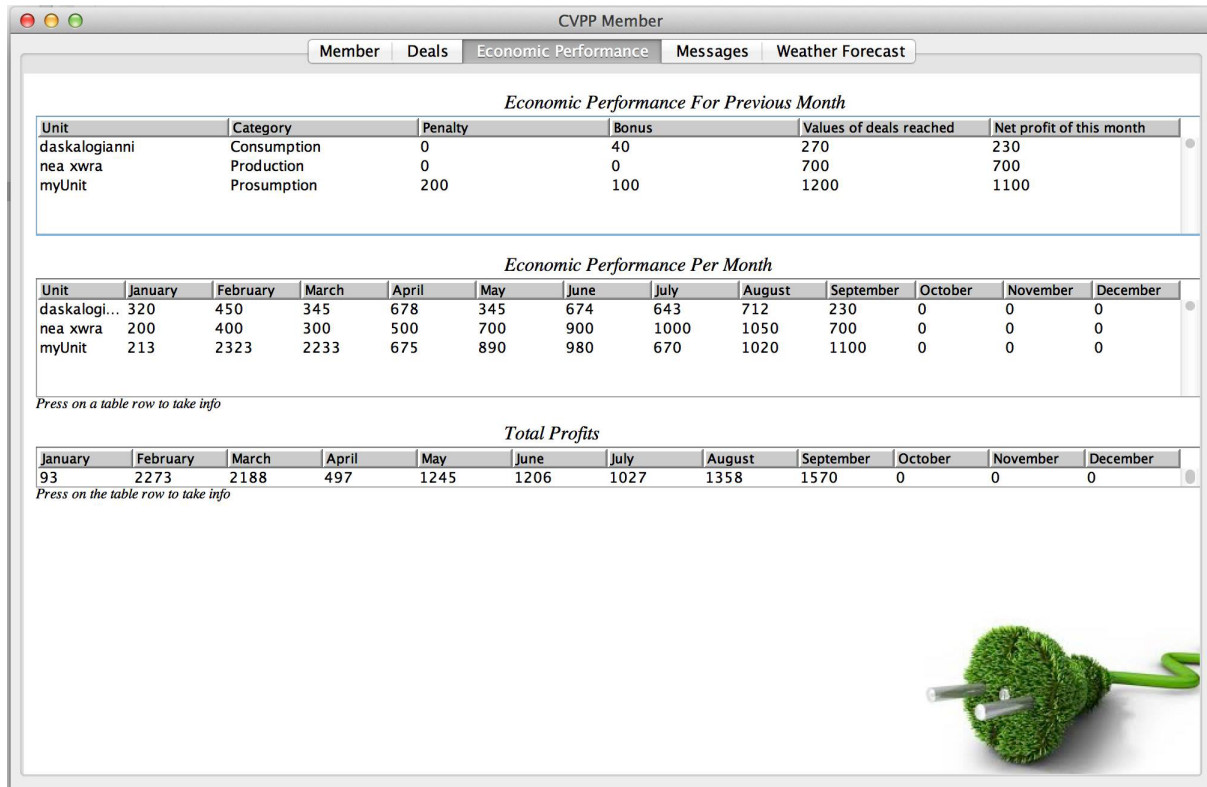 CVPP Member
Member Deals Economic Performance Messages Weather Forecast
Economic Performance For Previous Month
Unit Category Penalty Bonus Values of deals reached Net profit of this month
daskalogianni Consumption 0 40 270 230
nea xwra Production 0 0 700 700
myUnit Prosumption 200 100 1200 1100
Economic Performance Per Month
Unit January February March April May June July August September October November December
daskalogi... 320 450 345 678 345 674 643 712 230 0 0 0
nea xwra 200 400 300 500 700 900 1000 1050 700 0 0 0
myUnit 213 2323 2233 675 890 980 670 1020 1100 0 0 0
Press on a table row to take info
Total Profits
January February March April May June July August September October November December
93 2273 2188 497 1245 1206 1027 1358 1570 0 0 0
Press on the table row to take info